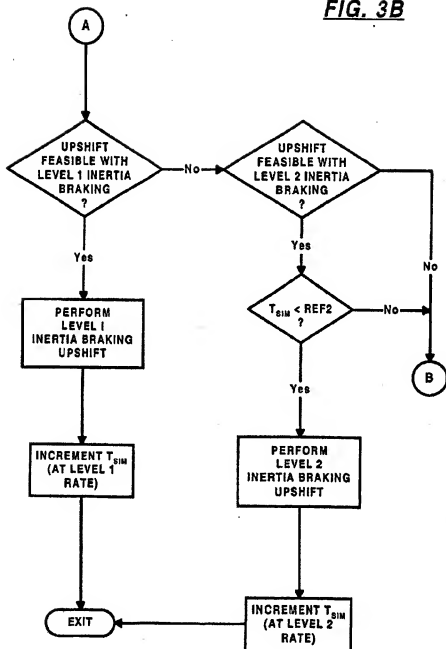 FIG. 3B
A
UPSHIFT
FEASIBLE WITH
LEVEL 1 INERTIA
BRAKING
?
No
UPSHIFT
FEASIBLE WITH
LEVEL 2 INERTIA
BRAKING
?
Yes
Yes
No
T_SIM < REF2
?
No
B
PERFORM
LEVEL I
INERTIA BRAKING
UPSHIFT
Yes
INCREMENT T_SIM
(AT LEVEL 1
RATE)
PERFORM
LEVEL 2
INERTIA BRAKING
UPSHIFT
EXIT
INCREMENT T_SIM
(AT LEVEL 2
RATE)